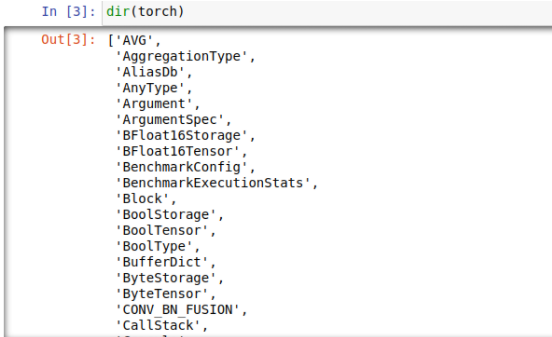 In [3]: dir(torch)
Out[3]: ['AVG',
'AggregationType',
'AliasDb',
'AnyType',
'Argument',
'ArgumentSpec',
'BFloat16Storage',
'BFloat16Tensor',
'BenchmarkConfig',
'BenchmarkExecutionStats',
'Block',
'BoolStorage',
'BoolTensor',
'BoolType',
'BufferDict',
'ByteStorage',
'ByteTensor',
'CONV_BN_FUSION',
'CallStack',